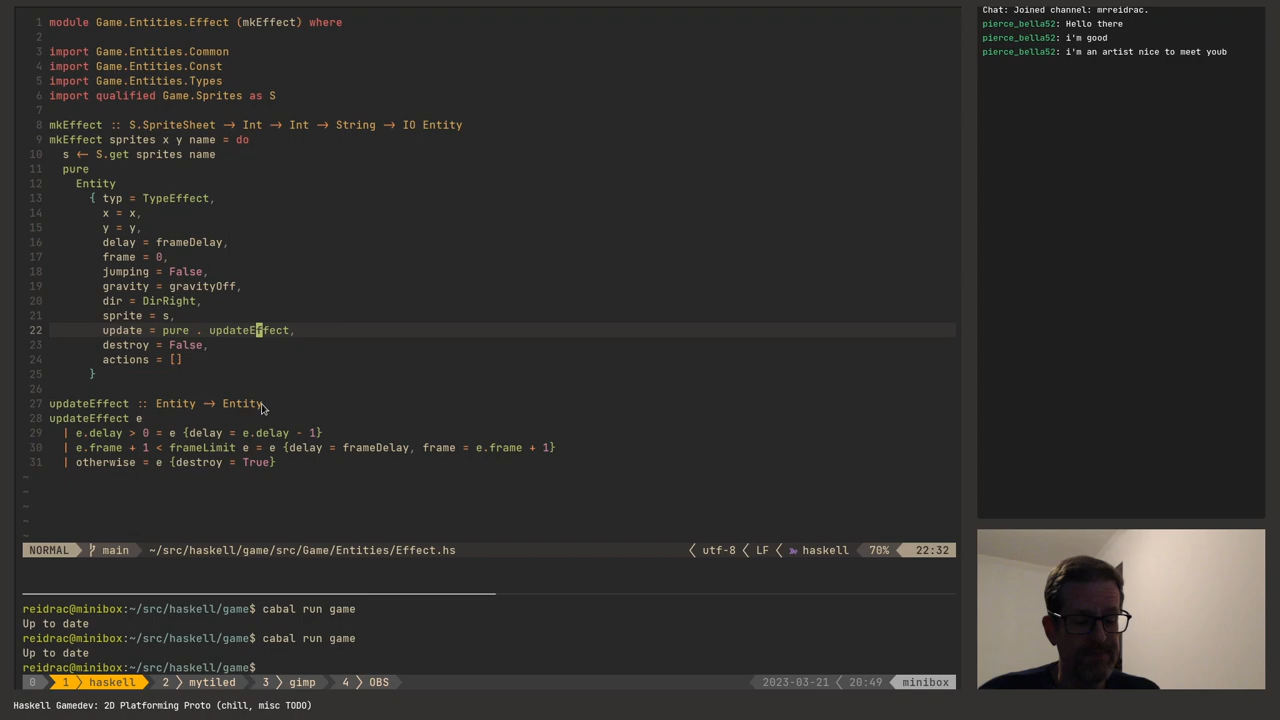 1 module Game.Entities.Effect (mkEffect) where
2
3 import Game.Entities.Common
4 import Game.Entities.Const
5 import Game.Entities.Types
6 import qualified Game.Sprites as S
7
8 mkEffect :: S.SpriteSheet → Int → Int → String → IO Entity
9 mkEffect sprites x y name = do
10 s ← S.get sprites name
11 pure
12 Entity
13 { typ = TypeEffect,
14 x = x,
15 y = y,
16 delay = frameDelay,
17 frame = 0,
18 jumping = False,
19 gravity = gravityOff,
20 dir = DirRight,
21 sprite = s,
22 update = pure . updateEffect,
23 destroy = False,
24 actions = []
25 }
26
27 updateEffect :: Entity → Entity
28 updateEffect e
29 | e.delay > 0 = e {delay = e.delay - 1}
30 | e.frame + 1 < frameLimit e = e {delay = frameDelay, frame = e.frame + 1}
31 | otherwise = e {destroy = True}
~
~
~
~
~
NORMAL main ~/src/haskell/game/src/Game/Entities/Effect.hs utf-8 LF haskell 70% 22:32
reidrac@minibox:~/src/haskell/game$ cabal run game
Up to date
reidrac@minibox:~/src/haskell/game$ cabal run game
Up to date
reidrac@minibox:~/src/haskell/game$
0 1 haskell 2 mytiled 3 gimp 4 OBS 2023-03-21 20:49 minibox
Haskell Gamedev: 2D Platforming Proto (chill, misc TODO)
Chat: Joined channel: mrreidrac.
pierce_bella52: Hello there
pierce_bella52: i'm good
pierce_bella52: i'm an artist nice to meet youb